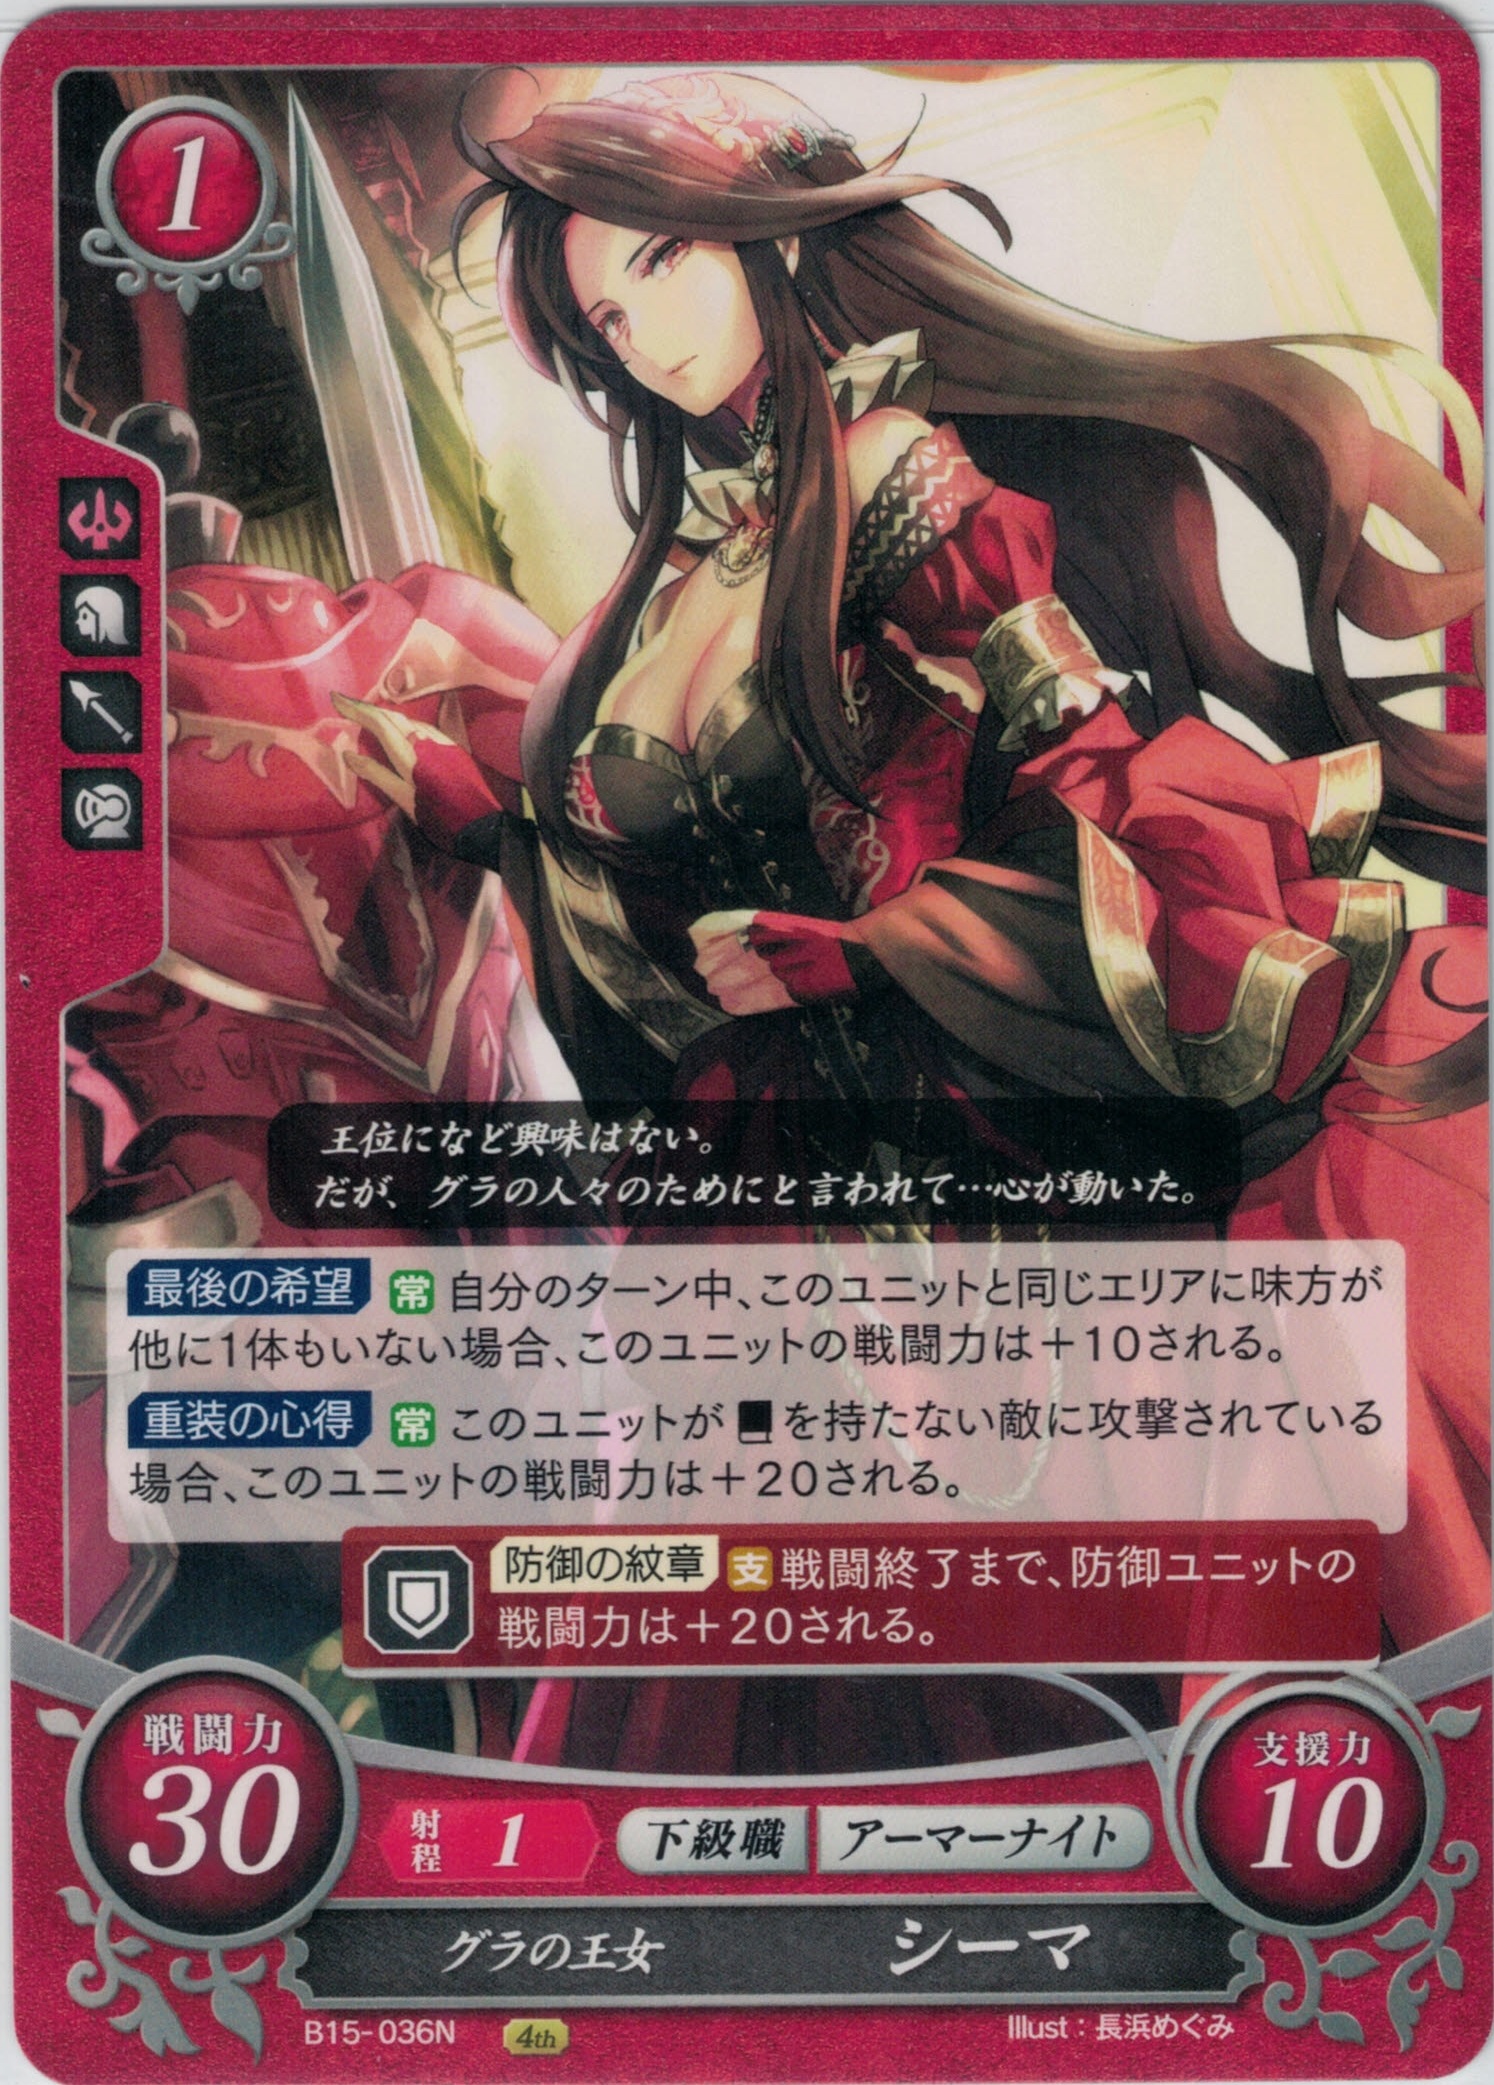 1
王位になど興味はない。
だが、グラの人々のためにと言われて…心が動いた。
最後の希望 常 自分のターン中、このユニットと同じエリアに味方が
他に1体もいない場合、このユニットの戦闘力は＋10される。
重装の心得 常 このユニットが を持たない敵に攻撃されている
場合、このユニットの戦闘力は＋20される。
防御の紋章 支 戦闘終了まで、防御ユニットの
戦闘力は＋20される。
戦闘力
30
射程 1
下級職 アーマーナイト
支援力
10
グラの王女 シーマ
B15-036N 4th Illust：長浜めぐみ